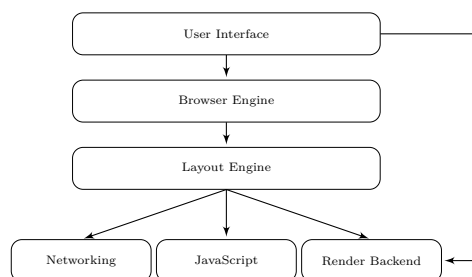 User Interface
Browser Engine
Layout Engine
Networking
JavaScript
Render Backend